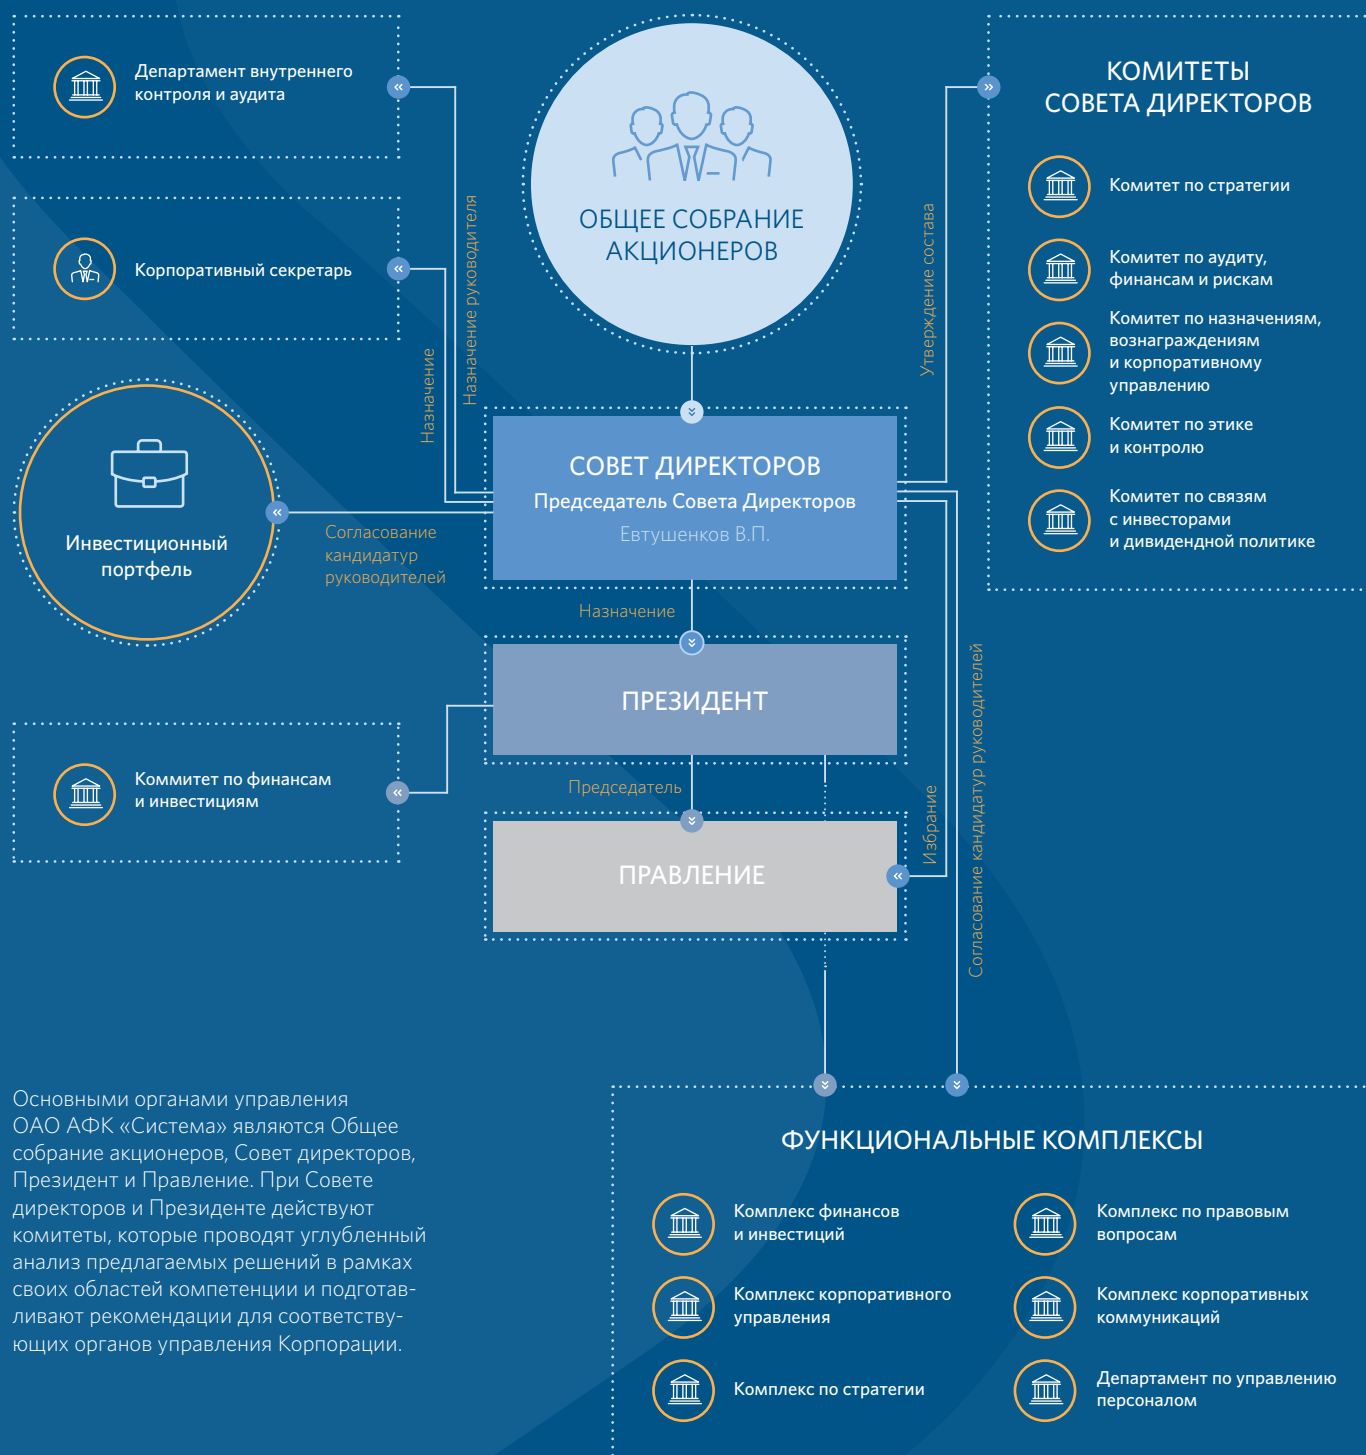 Департамент внутреннего
контроля и аудита
Корпоративный секретарь
Назначение руководителя
Назначение
ОБЩЕЕ СОБРАНИЕ
АКЦИОНЕРОВ
Утверждение состава
КОМИТЕТЫ
СОВЕТА ДИРЕКТОРОВ
Комитет по стратегии
Комитет по аудиту,
финансам и рискам
Комитет по назначениям,
вознаграждениям
и корпоративному
управлению
Комитет по этике
и контролю
Комитет по связям
с инвесторами
и дивидендной политике
СОВЕТ ДИРЕКТОРОВ
Председатель Совета Директоров
Евтушенков В.П.
Инвестиционный
портфель
Согласование
кандидатур
руководителей
Назначение
ПРЕЗИДЕНТ
Коммитет по финансам
и инвестициям
Председатель
ПРАВЛЕНИЕ
Избрание
Согласование кандидатур руководителей
Основными органами управления
ОАО АФК «Система» являются Общее
собрание акционеров, Совет директоров,
Президент и Правление. При Совете
директоров и Президенте действуют
комитеты, которые проводят углубленный
анализ предлагаемых решений в рамках
своих областей компетенции и подготав-
ливают рекомендации для соответству-
ющих органов управления Корпорации.
ФУНКЦИОНАЛЬНЫЕ КОМПЛЕКСЫ
Комплекс финансов
и инвестиций
Комплекс корпоративного
управления
Комплекс по стратегии
Комплекс по правовым
вопросам
Комплекс корпоративных
коммуникаций
Департамент по управлению
персоналом